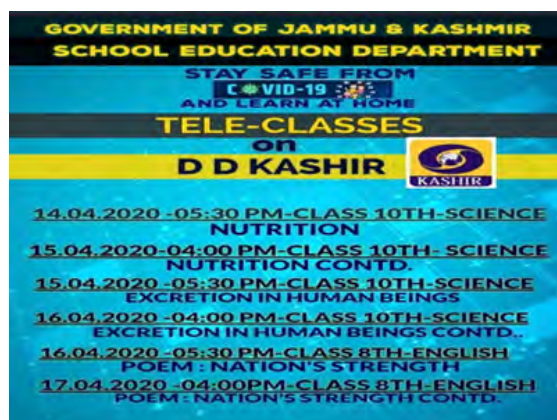 GOVERNMENT OF JAMMU & KASHMIR
SCHOOL EDUCATION DEPARTMENT
STAY SAFE FROM
COVID-19
AND LEARN AT HOME
TELE-CLASSES
on
D D KASHIR
KASHIR
14.04.2020 -05:30 PM-CLASS 10TH-SCIENCE
NUTRITION
15.04.2020-04:00 PM-CLASS 10TH- SCIENCE
NUTRITION CONTD.
15.04.2020-05:30 PM-CLASS 10TH-SCIENCE
EXCRETION IN HUMAN BEINGS
16.04.2020 -04:00 PM-CLASS 10TH-SCIENCE
EXCRETION IN HUMAN BEINGS CONTD..
16.04.2020 -05:30 PM-CLASS 8TH-ENGLISH
POEM : NATION'S STRENGTH
17.04.2020 -04:00PM-CLASS 8TH-ENGLISH
POEM : NATION'S STRENGTH CONTD.